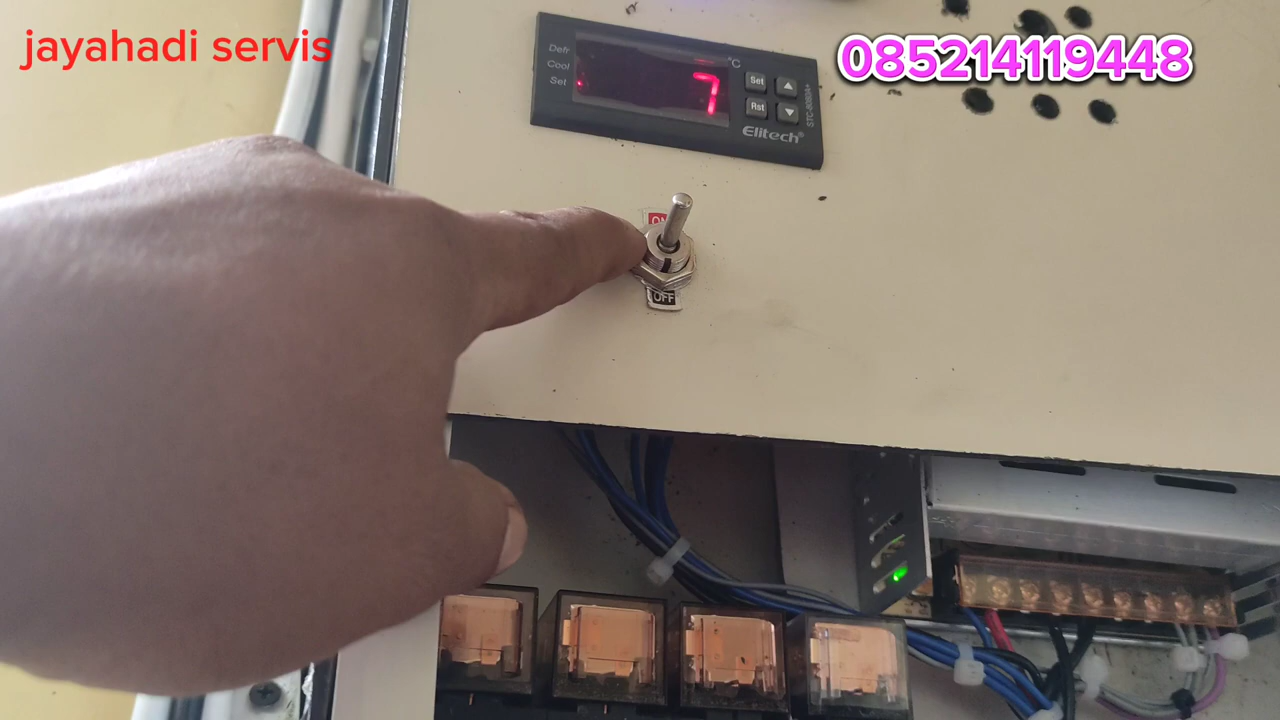 jayahadi servis
085214119448
Defr
Cool
Set
7
°C
Set
Rst
STC-8080A+
Elitech®
ON
OFF